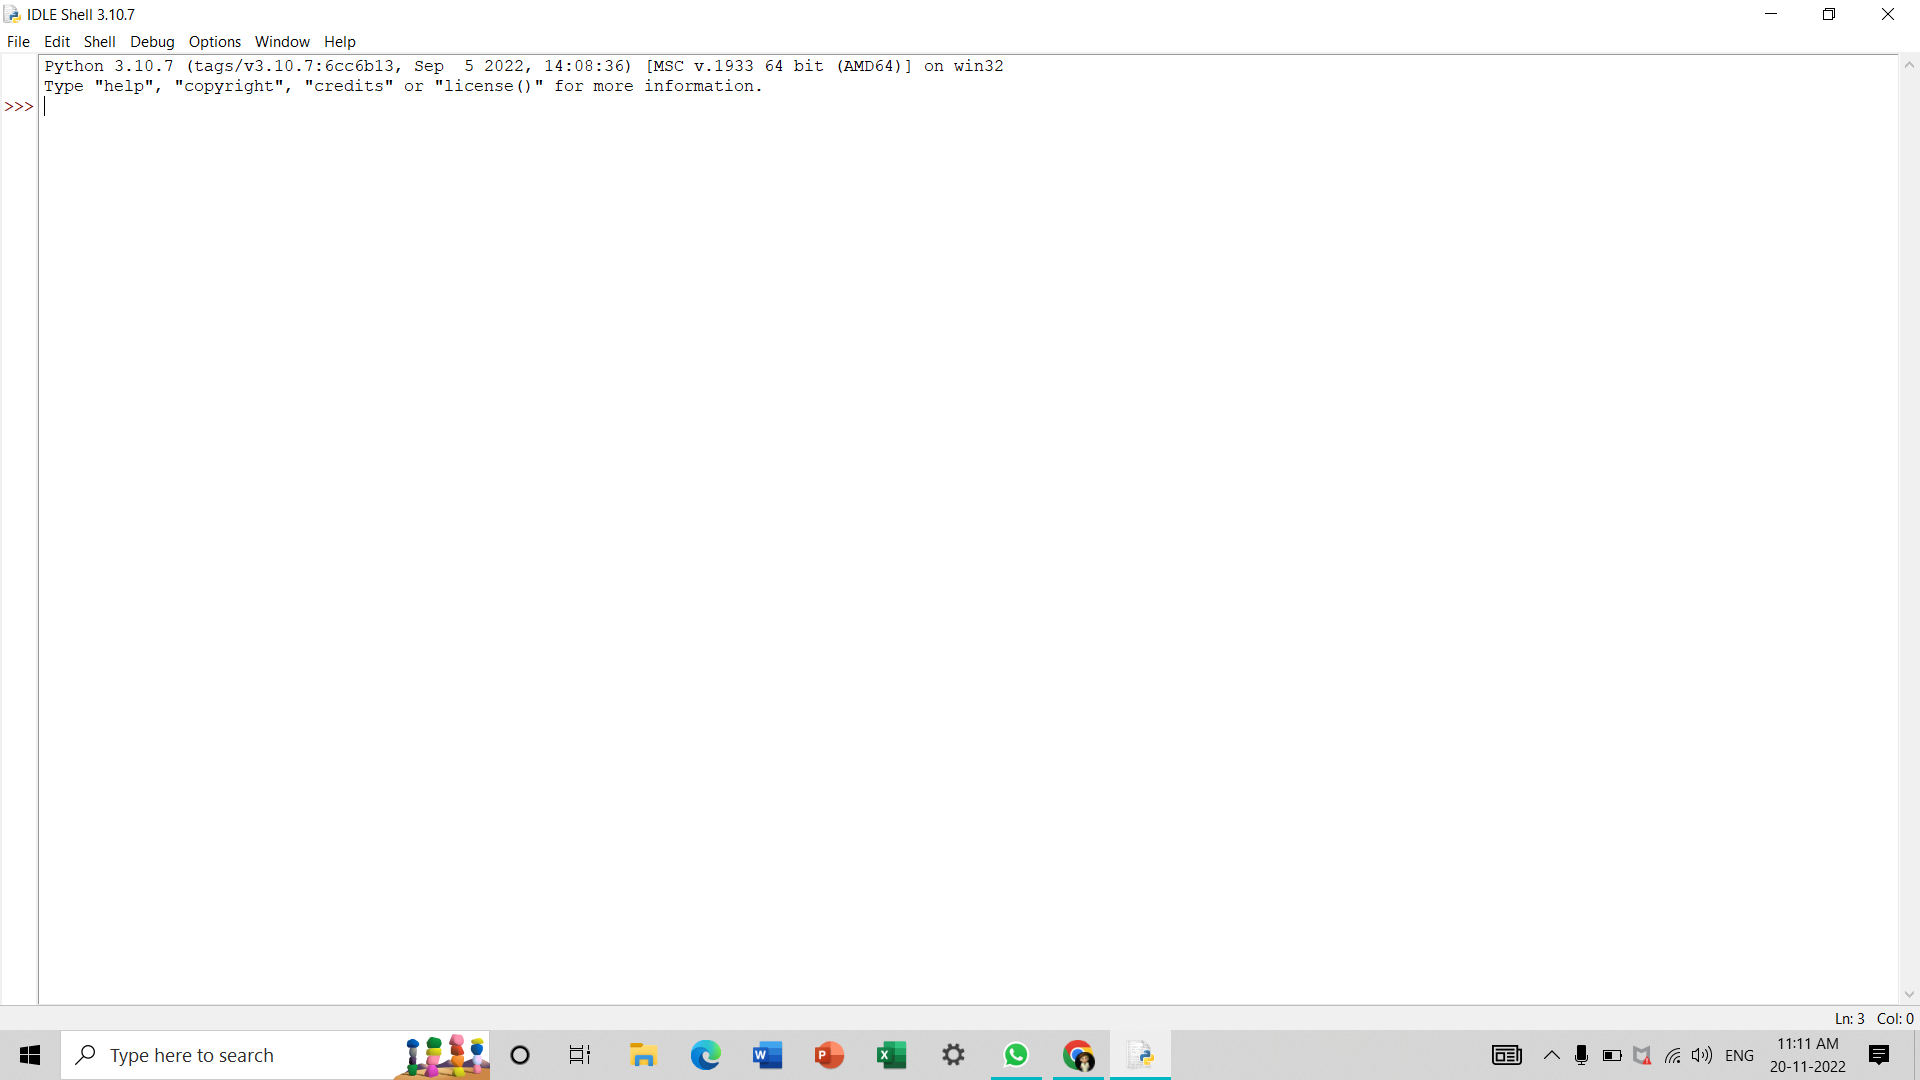 IDLE Shell 3.10.7
File Edit Shell Debug Options Window Help
Python 3.10.7 (tags/v3.10.7:6cc6b13, Sep  5 2022, 14:08:36) [MSC v.1933 64 bit (AMD64)] on win32
Type "help", "copyright", "credits" or "license()" for more information.
>>>
Ln: 3 Col: 0
Type here to search
W
P
X
ENG
11:11 AM
20-11-2022